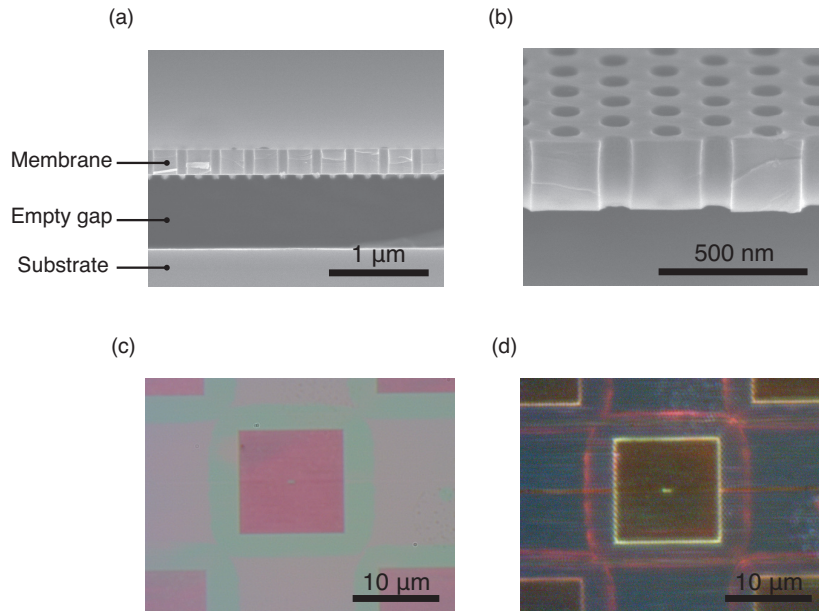 (a)
(b)
Membrane
Empty gap
Substrate
1 μm
500 nm
(c)
(d)
10 μm
10 μm